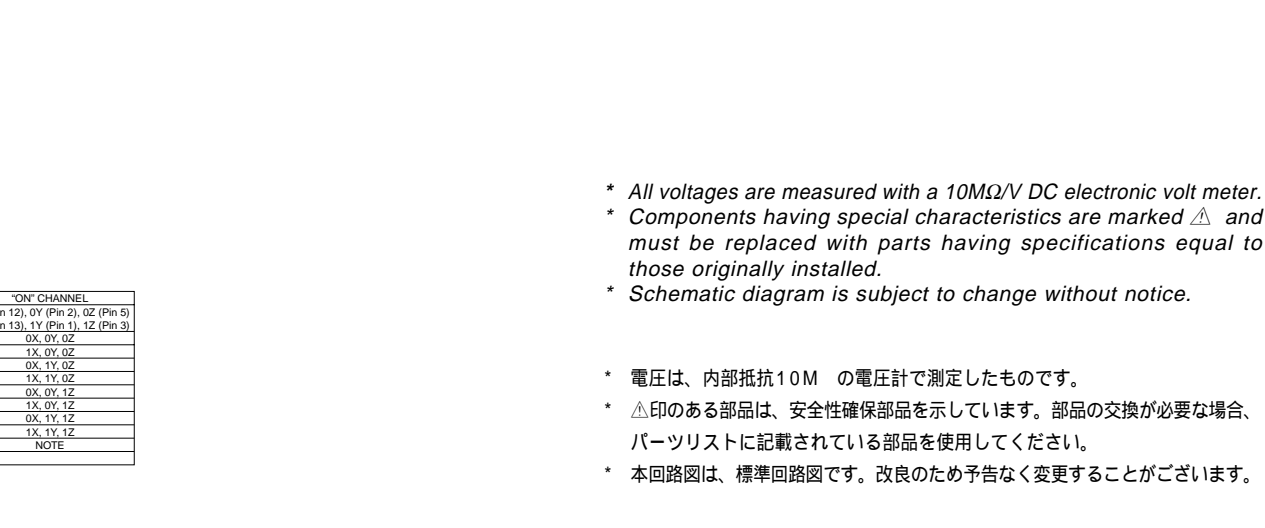 * All voltages are measured with a 10MΩ/V DC electronic volt meter.
* Components having special characteristics are marked ⚠ and
must be replaced with parts having specifications equal to
those originally installed.
* Schematic diagram is subject to change without notice.
"ON" CHANNEL
n 12), 0Y (Pin 2), 0Z (Pin 5)
n 13), 1Y (Pin 1), 1Z (Pin 3)
0X, 0Y, 0Z
1X, 0Y, 0Z
0X, 1Y, 0Z
1X, 1Y, 0Z
0X, 0Y, 1Z
1X, 0Y, 1Z
0X, 1Y, 1Z
1X, 1Y, 1Z
NOTE
* 電圧は、内部抵抗10M の電圧計で測定したものです。
* ⚠印のある部品は、安全性確保部品を示しています。部品の交換が必要な場合、
パーツリストに記載されている部品を使用してください。
* 本回路図は、標準回路図です。改良のため予告なく変更することがございます。